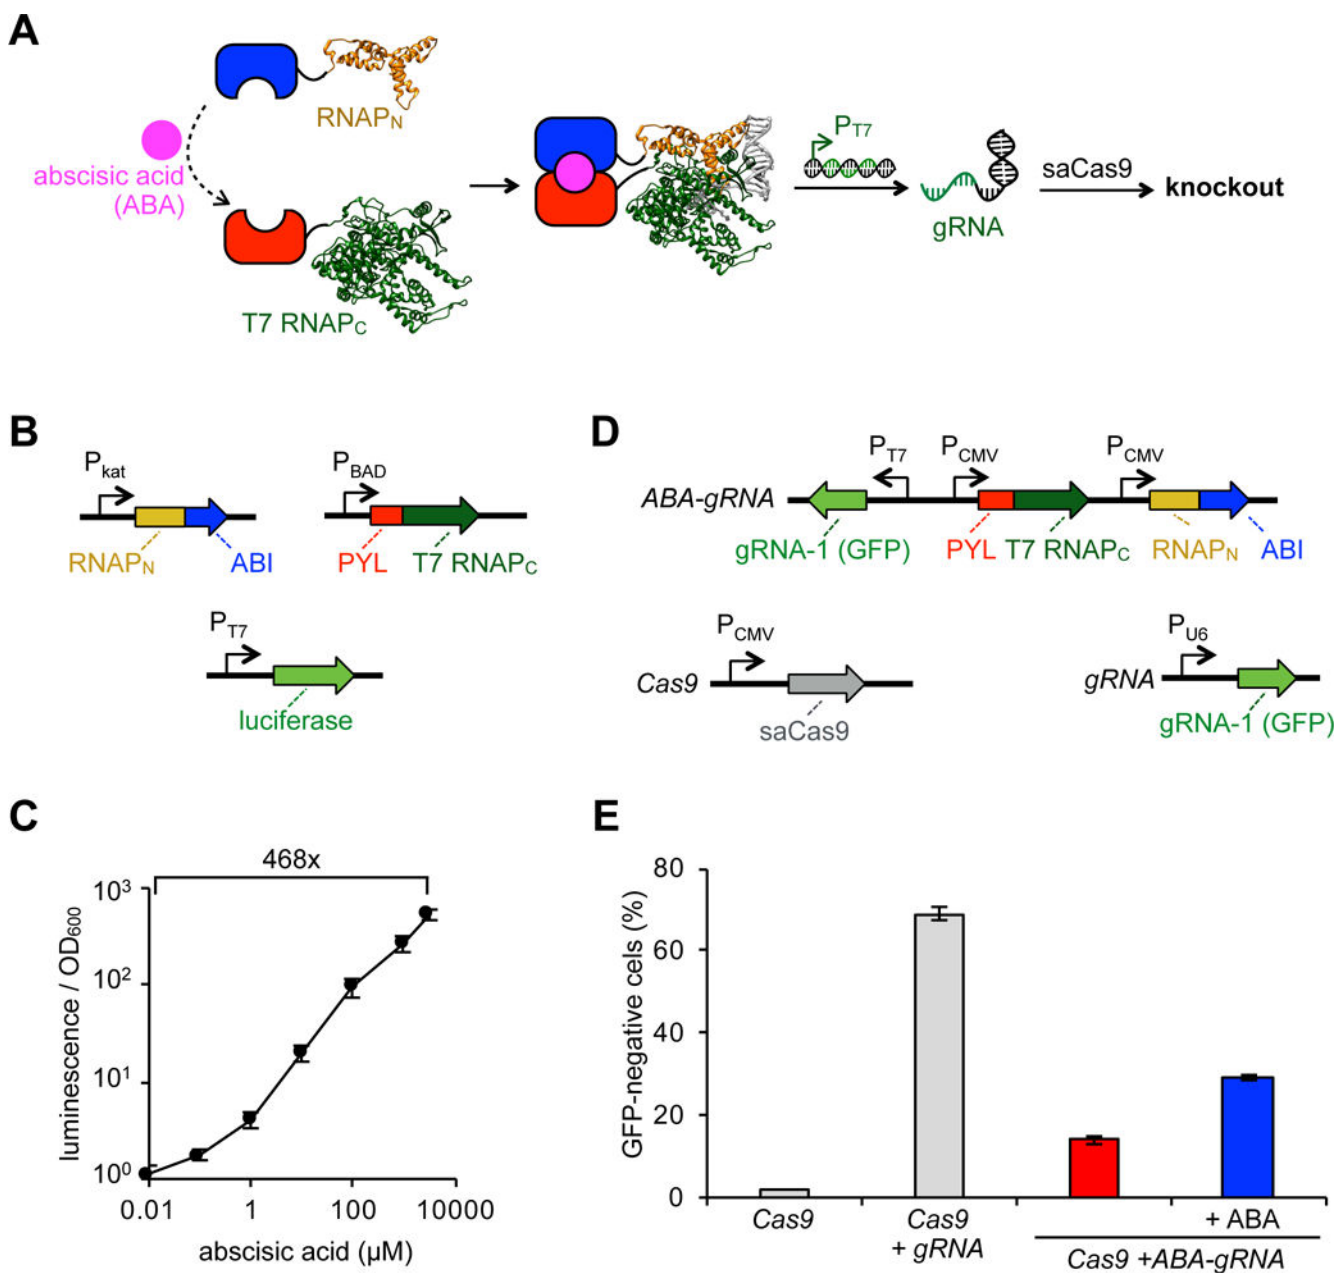 A
RNAPN
abscisic acid
(ABA)
T7 RNAPC
PT7
gRNA
saCas9
knockout
B
Pkat
RNAPN
ABI
PBAD
PYL
T7 RNAPC
PT7
luciferase
D
ABA-gRNA
PT7
PCMV
PCMV
gRNA-1 (GFP)
PYL
T7 RNAPC
RNAPN
ABI
Cas9
PCMV
saCas9
gRNA
PU6
gRNA-1 (GFP)
C
468x
luminescence / OD600
10³
10²
10¹
10⁰
0.01
1
100
10000
abscisic acid (µM)
E
GFP-negative cels (%)
80
60
40
20
0
Cas9
Cas9
+ gRNA
+ ABA
Cas9 +ABA-gRNA